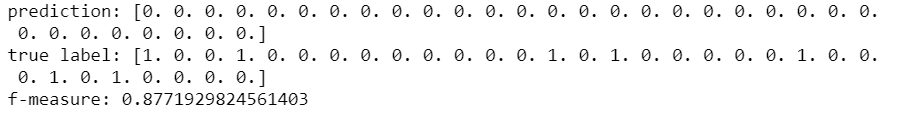 prediction: [0. 0. 0. 0. 0. 0. 0. 0. 0. 0. 0. 0. 0. 0. 0. 0. 0. 0. 0. 0. 0. 0. 0. 0.
 0. 0. 0. 0. 0. 0. 0. 0.]
true label: [1. 0. 0. 1. 0. 0. 0. 0. 0. 0. 0. 0. 0. 1. 0. 1. 0. 0. 0. 0. 0. 1. 0. 0.
 0. 1. 0. 1. 0. 0. 0. 0.]
f-measure: 0.8771929824561403